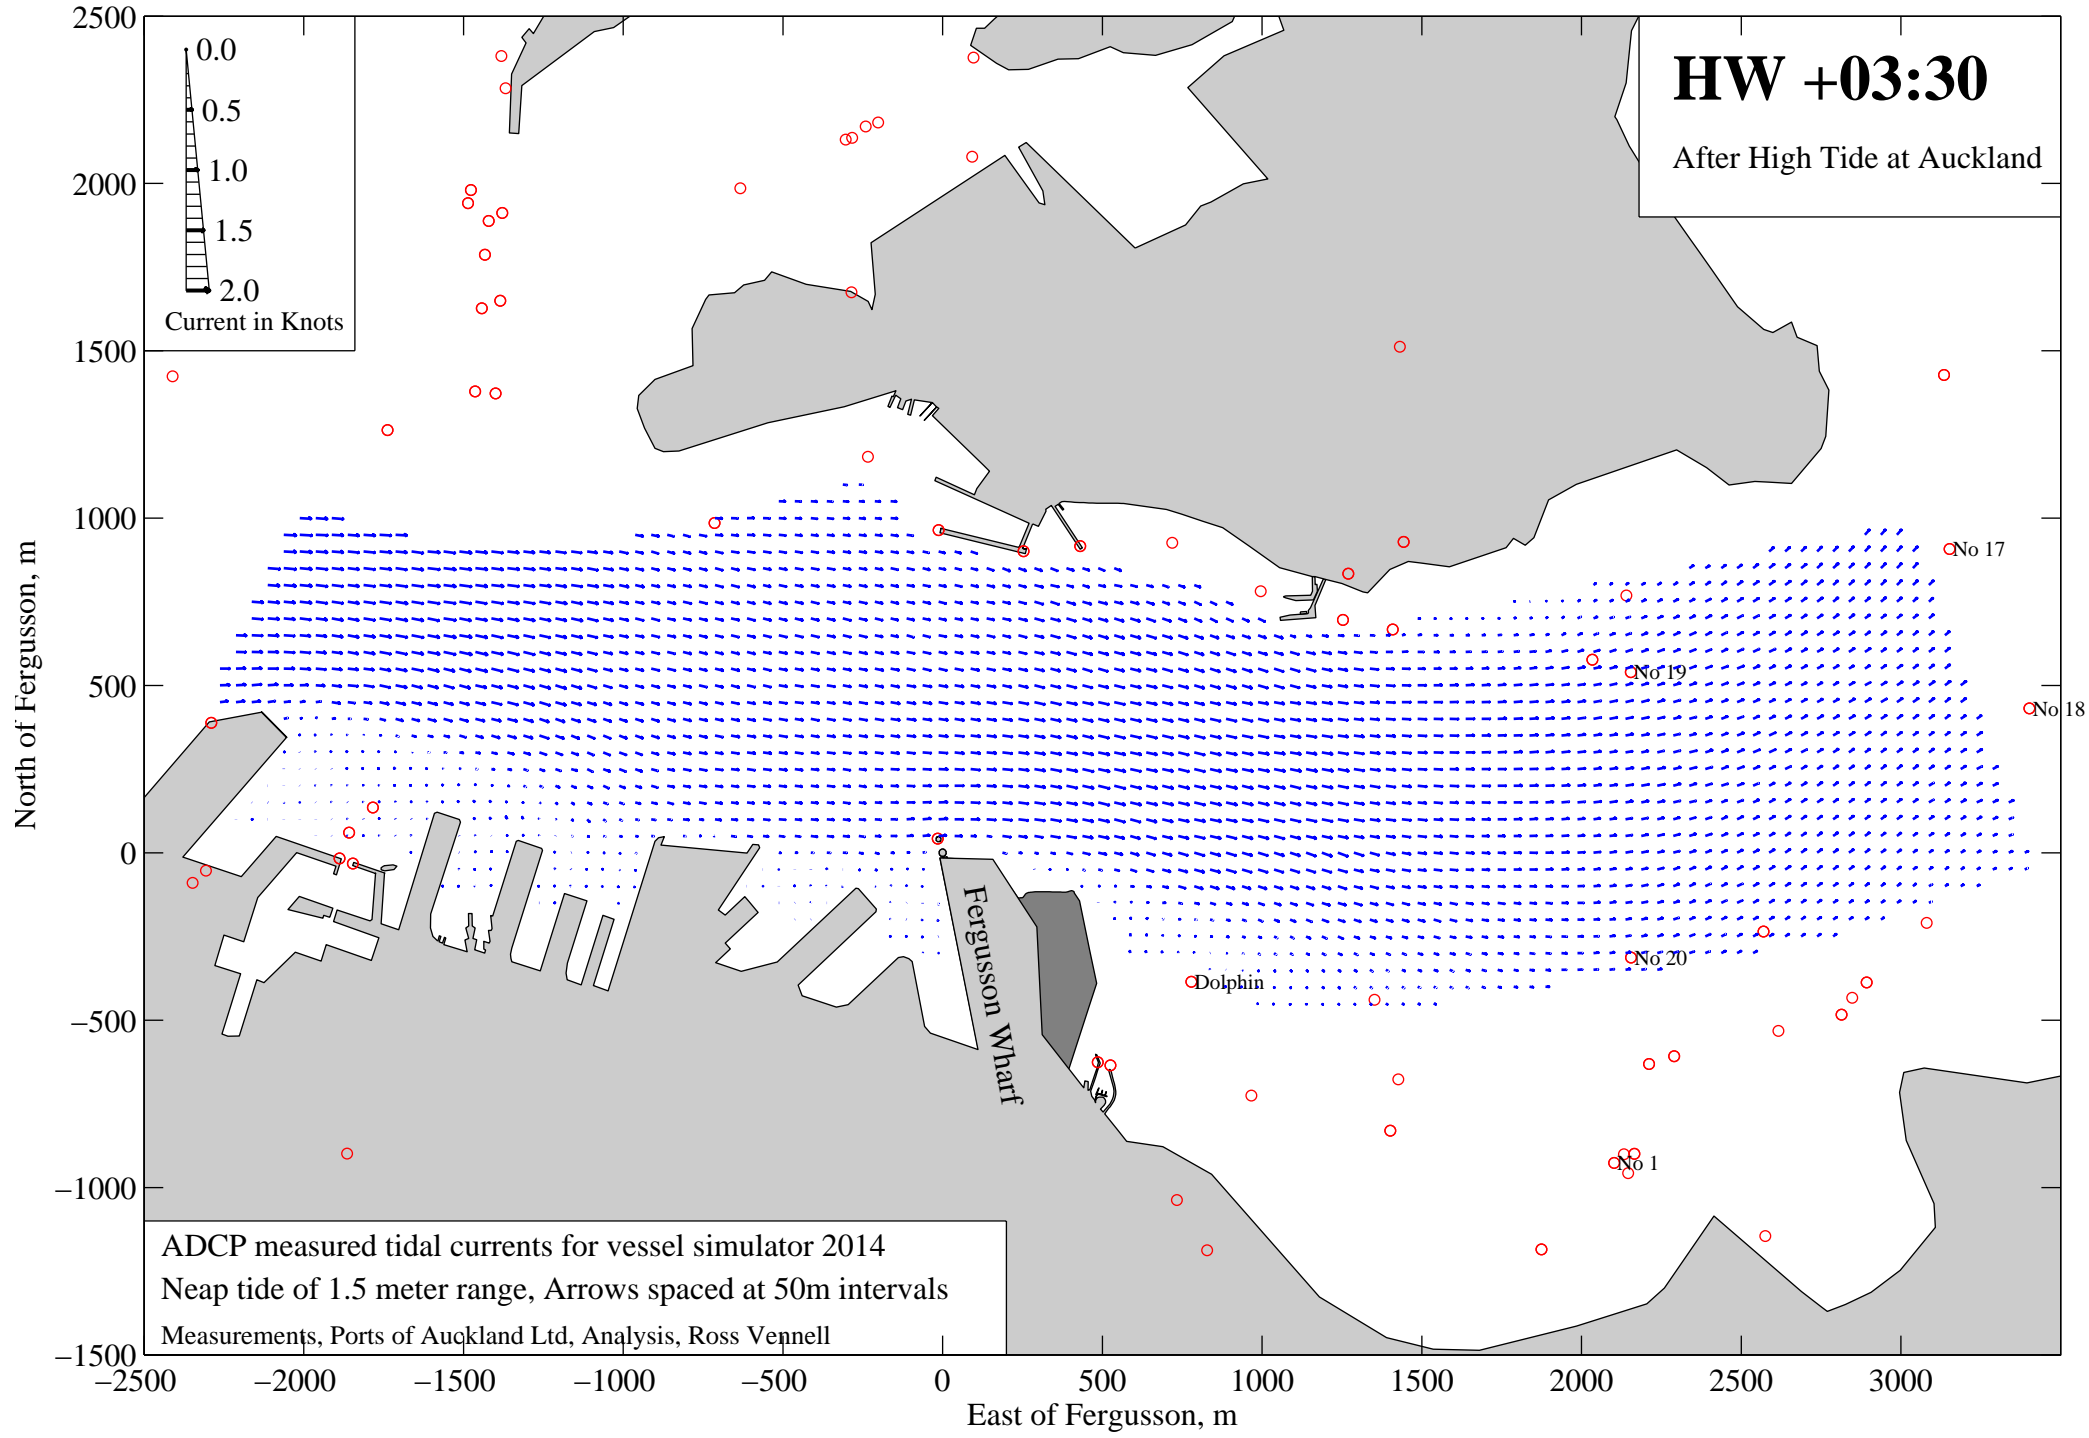 HW +03:30
After High Tide at Auckland
0.0
0.5
1.0
1.5
2.0
Current in Knots
2500
2000
1500
1000
500
0
−500
−1000
−1500
North of Fergusson, m
No 17
No 19
No 18
No 20
Dolphin
No 1
Fergusson Wharf
ADCP measured tidal currents for vessel simulator 2014
Neap tide of 1.5 meter range, Arrows spaced at 50m intervals
Measurements, Ports of Auckland Ltd, Analysis, Ross Vennell
−2500 −2000 −1500 −1000 −500 0 500 1000 1500 2000 2500 3000
East of Fergusson, m